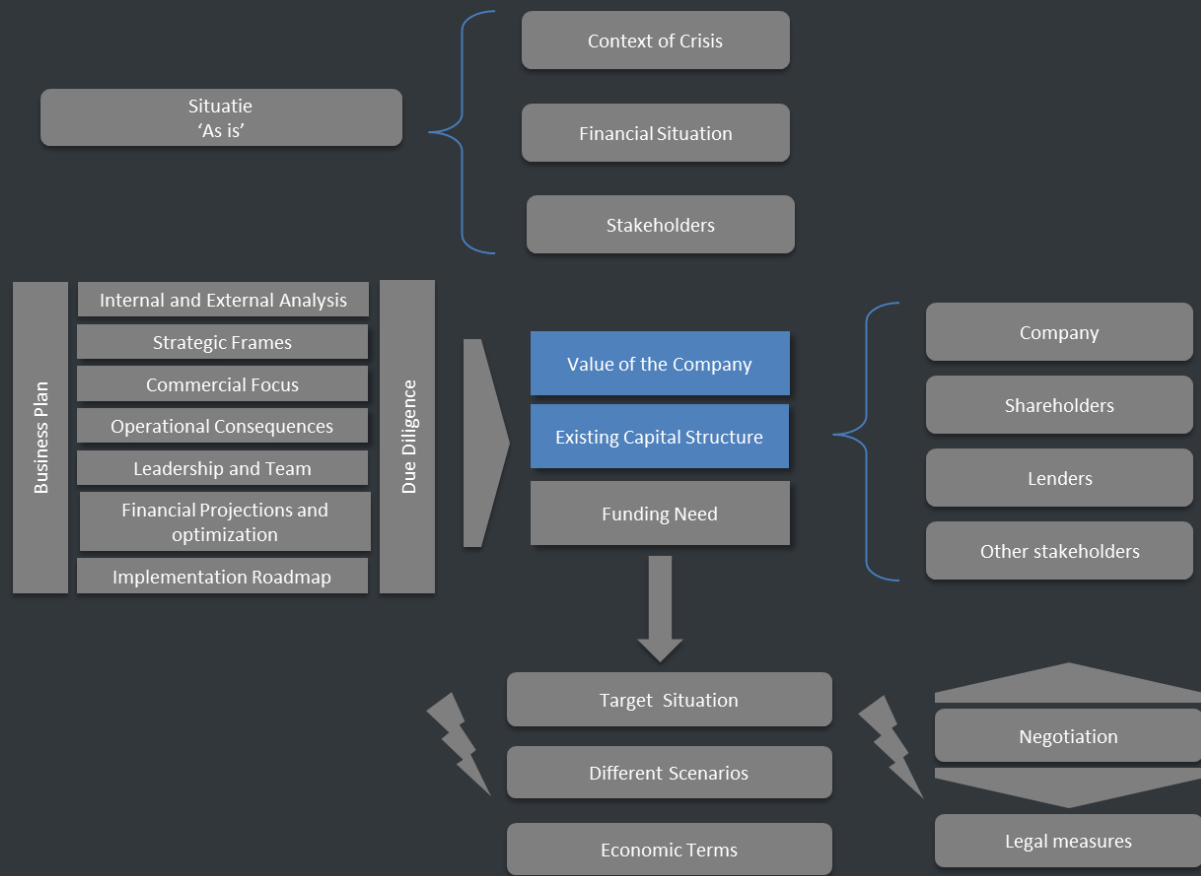 Context of Crisis
Situatie
'As is'
Financial Situation
Stakeholders
Business Plan
Internal and External Analysis
Strategic Frames
Commercial Focus
Operational Consequences
Leadership and Team
Financial Projections and
optimization
Implementation Roadmap
Due Diligence
Value of the Company
Existing Capital Structure
Funding Need
Company
Shareholders
Lenders
Other stakeholders
Target  Situation
Different Scenarios
Economic Terms
Negotiation
Legal measures